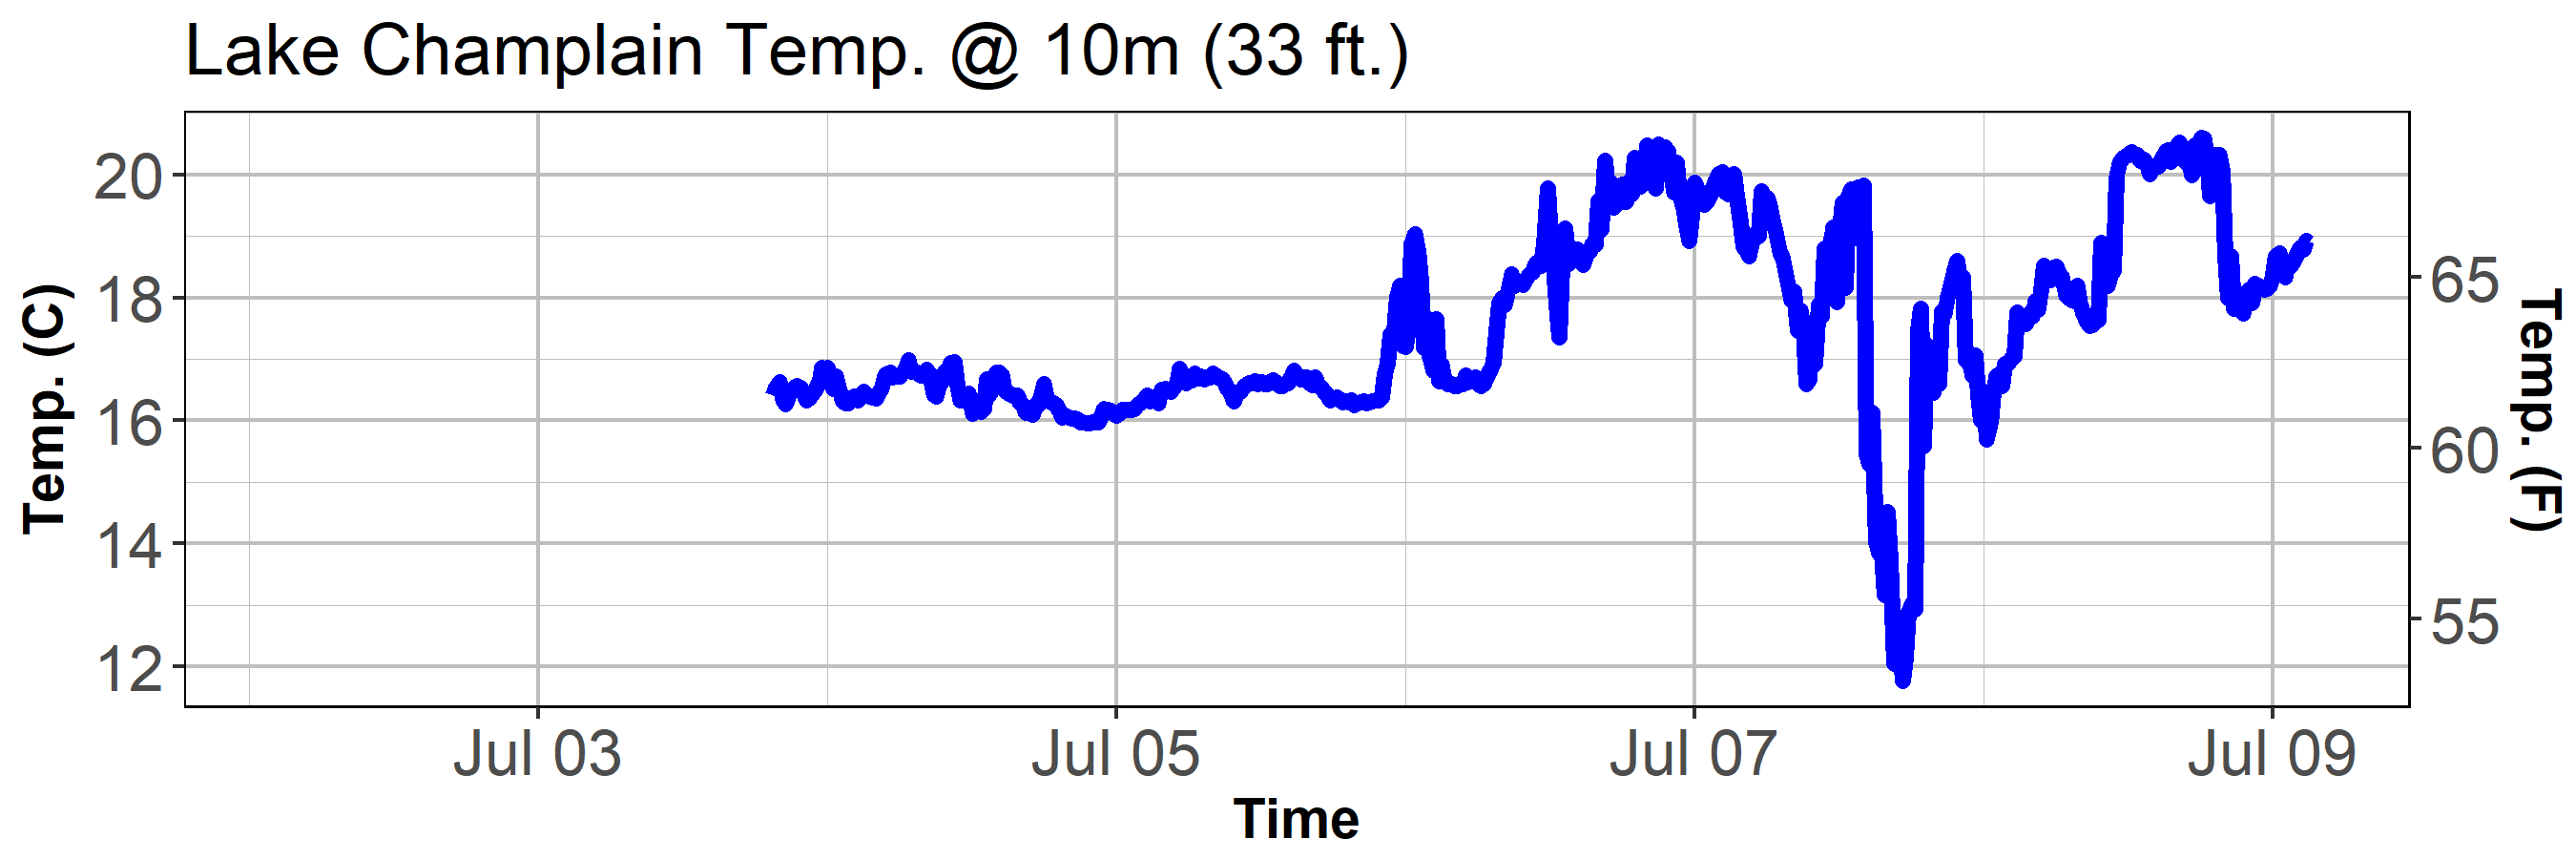 Lake Champlain Temp. @ 10m (33 ft.)
Temp. (C)
20
18
16
14
12
65
60
55
Temp. (F)
Jul 03 Jul 05 Jul 07 Jul 09
Time